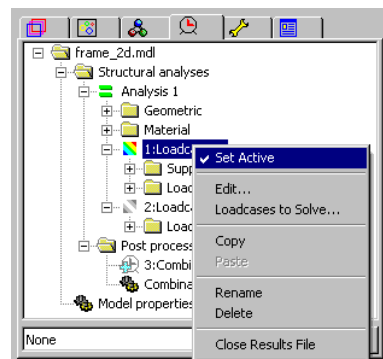 frame_2d.mdl
Structural analyses
Analysis 1
Geometric
Material
1:Loadca
Set Active
Supp
Edit...
Load
Loadcases to Solve...
2:Loadc
Load
Copy
Post process
Paste
3:Combi
Combina
Rename
Model properties
Delete
None
Close Results File